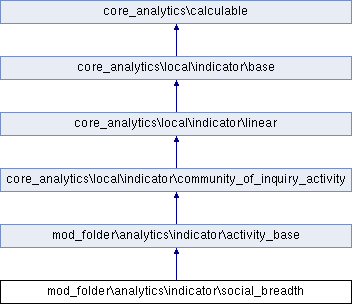 core_analytics\calculable
core_analytics\local\indicator\base
core_analytics\local\indicator\linear
core_analytics\local\indicator\community_of_inquiry_activity
mod_folder\analytics\indicator\activity_base
mod_folder\analytics\indicator\social_breadth